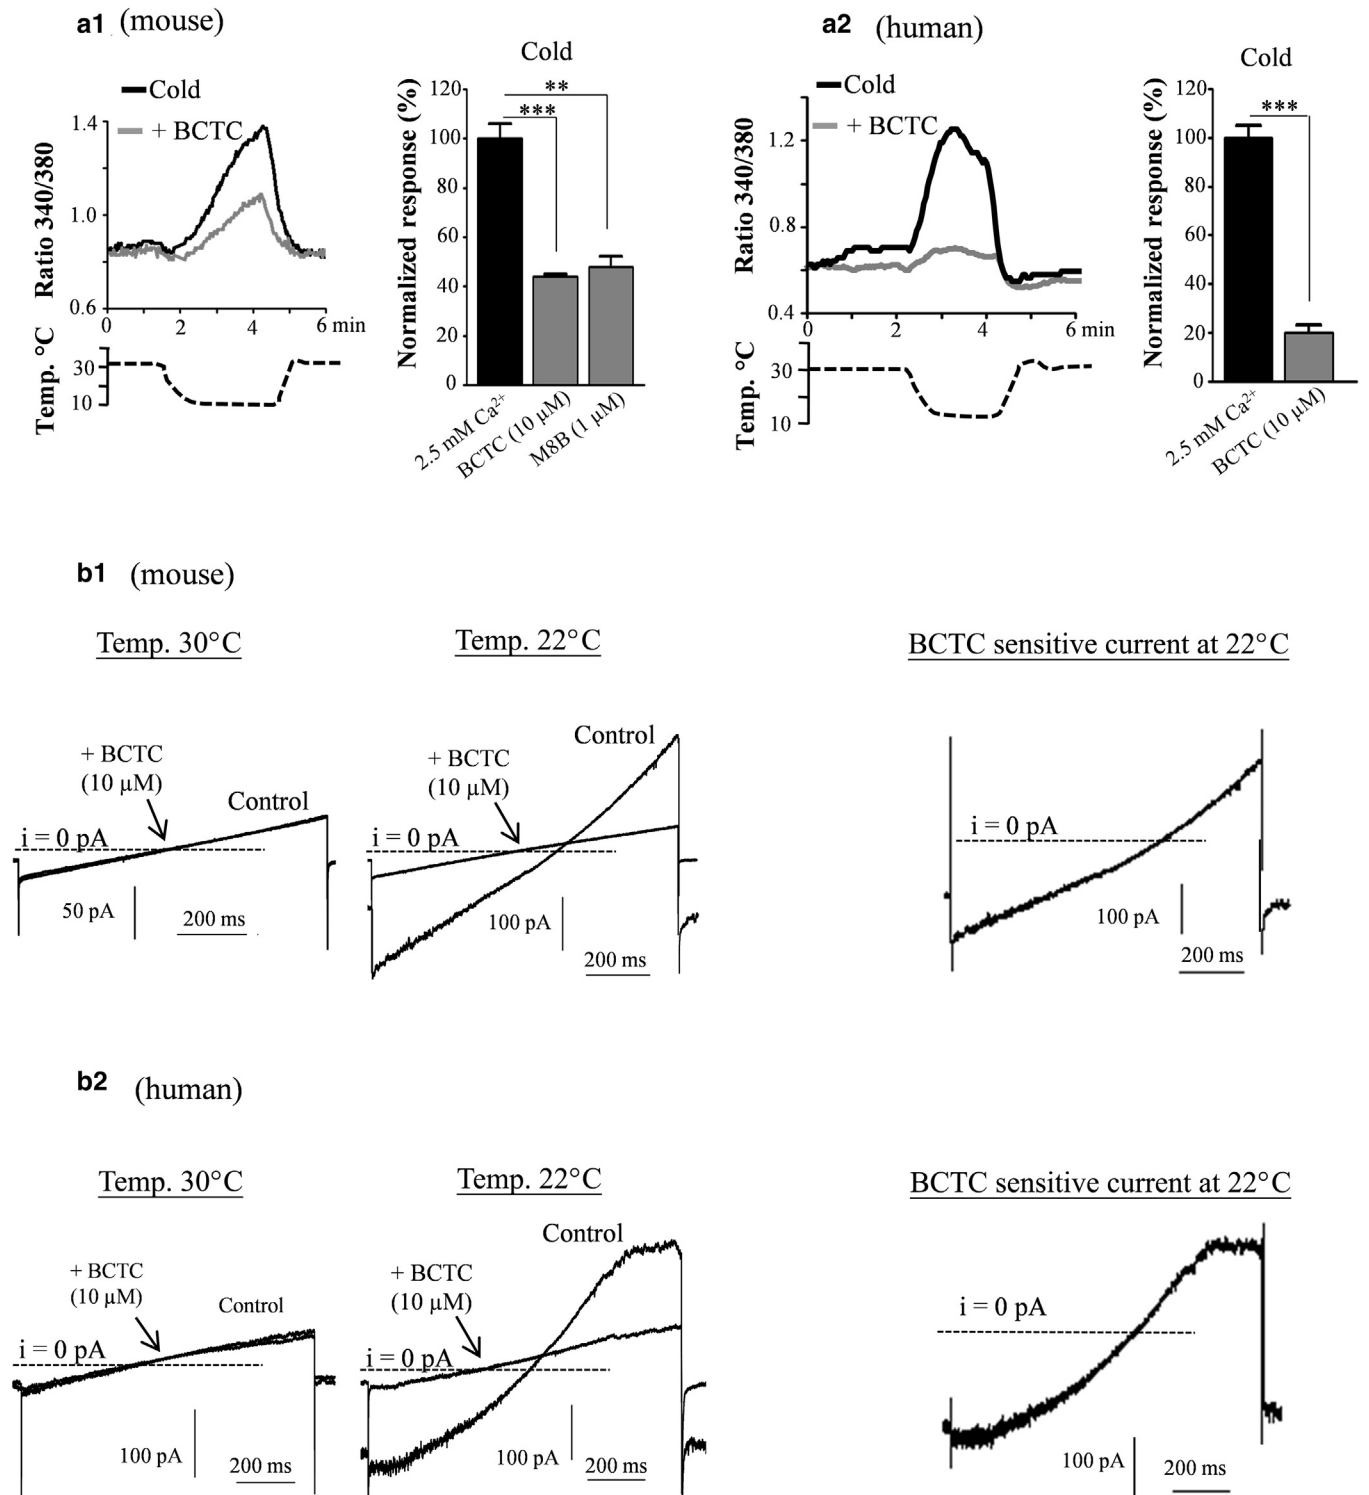 a1 (mouse)
Cold
+ BCTC
Ratio 340/380
1.4
1.0
0.6
0 2 4 6 min
Temp. °C
30
10
Cold
Normalized response (%)
120
100
80
60
40
20
0
**
***
2.5 mM Ca²⁺
BCTC (10 µM)
M8B (1 µM)
a2 (human)
Cold
+ BCTC
Ratio 340/380
1.2
0.8
0.4
0 2 4 6 min
Temp. °C
30
10
Cold
Normalized response (%)
120
100
80
60
40
20
0
***
2.5 mM Ca²⁺
BCTC (10 µM)
b1 (mouse)
Temp. 30°C
+ BCTC
(10 µM)
Control
i = 0 pA
50 pA
200 ms
Temp. 22°C
Control
+ BCTC
(10 µM)
i = 0 pA
100 pA
200 ms
BCTC sensitive current at 22°C
i = 0 pA
100 pA
200 ms
b2 (human)
Temp. 30°C
+ BCTC
(10 µM)
Control
i = 0 pA
100 pA
200 ms
Temp. 22°C
Control
+ BCTC
(10 µM)
i = 0 pA
100 pA
200 ms
BCTC sensitive current at 22°C
i = 0 pA
100 pA
200 ms